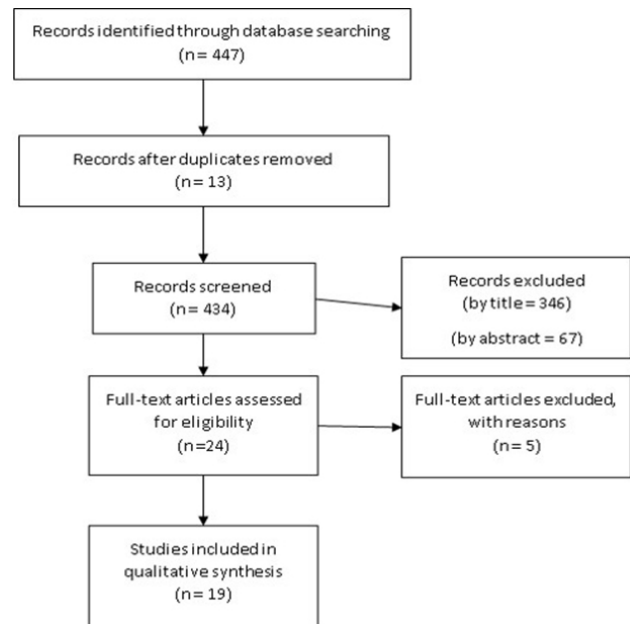 Records identified through database searching
(n= 447)
Records after duplicates removed
(n= 13)
Records screened
(n= 434)
Records excluded
(by title = 346)
(by abstract = 67)
Full-text articles assessed
for eligibility
(n=24)
Full-text articles excluded,
with reasons
(n= 5)
Studies included in
qualitative synthesis
(n= 19)